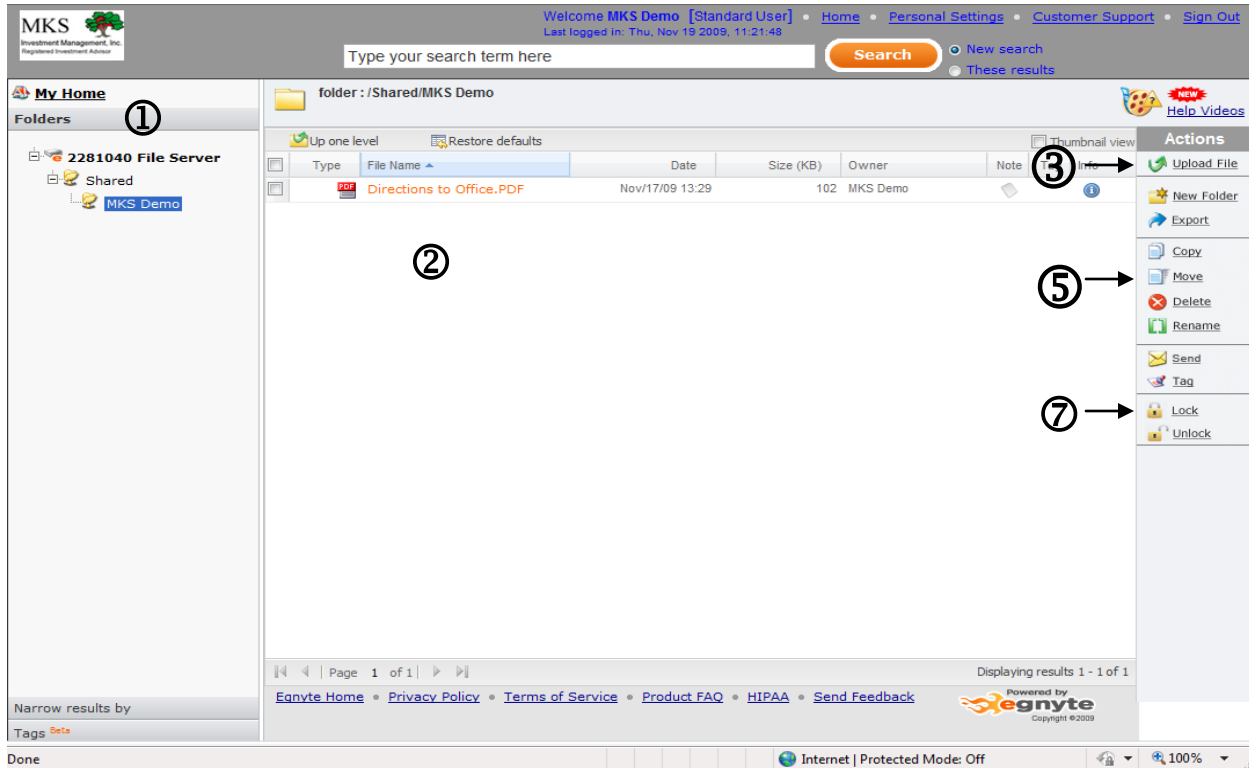 MKS
Investment Management, Inc.
Registered Investment Advisor
Welcome MKS Demo [Standard User] • Home • Personal Settings • Customer Support • Sign Out
Last logged in: Thu, Nov 19 2009, 11:21:48
Type your search term here
Search
New search
These results
My Home
Folders
①
2281040 File Server
Shared
MKS Demo
Narrow results by
Tags Beta
folder : /Shared/MKS Demo
NEW
Help Videos
Up one level
Restore defaults
Thumbnail view
Type File Name Date Size (KB) Owner Note Info
PDF Directions to Office.PDF Nov/17/09 13:29 102 MKS Demo
②
③
⑤
⑦
Actions
Upload File
New Folder
Export
Copy
Move
Delete
Rename
Send
Tag
Lock
Unlock
Page 1 of 1
Displaying results 1 - 1 of 1
Egnyte Home • Privacy Policy • Terms of Service • Product FAQ • HIPAA • Send Feedback
Powered by
egnyte
Copyright ©2009
Done
Internet | Protected Mode: Off
100%